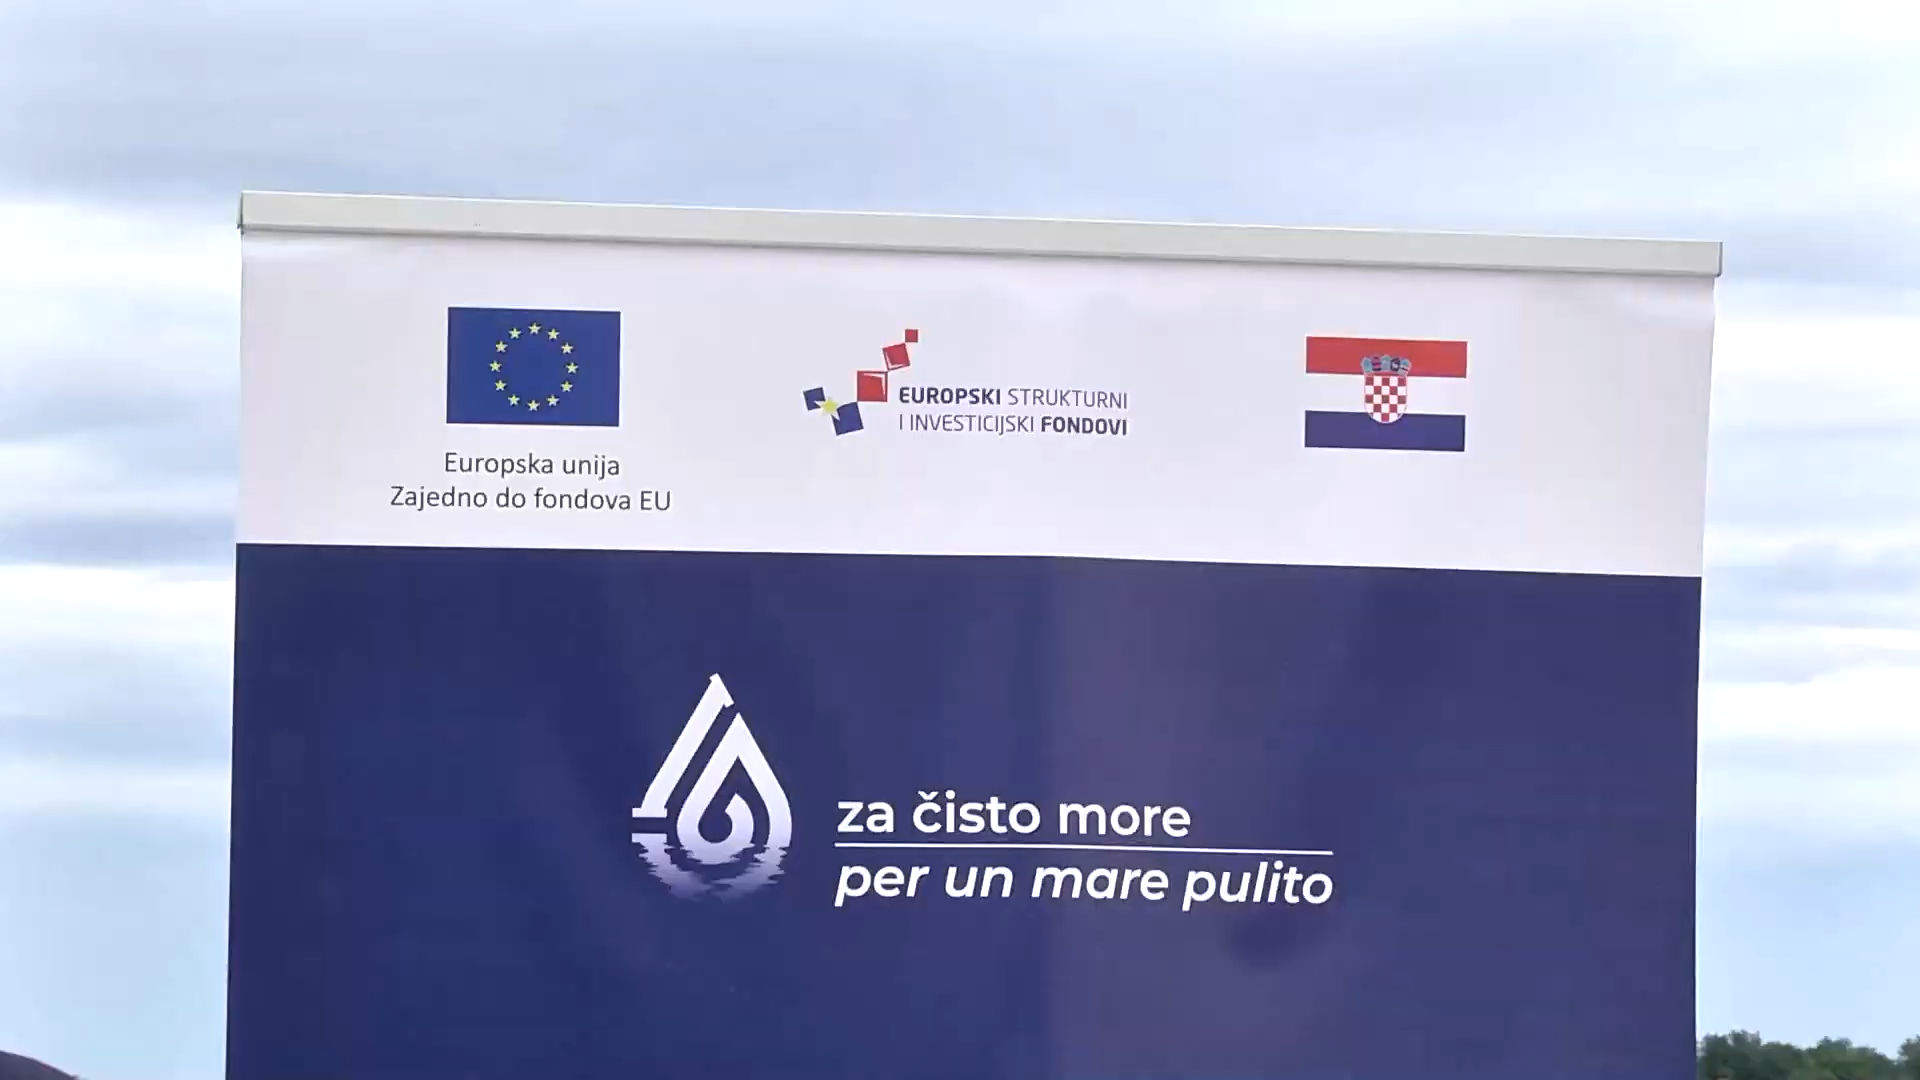 Europska unija
Zajedno do fondova EU
EUROPSKI STRUKTURNI
I INVESTICIJSKI FONDOVI
za čisto more
per un mare pulito